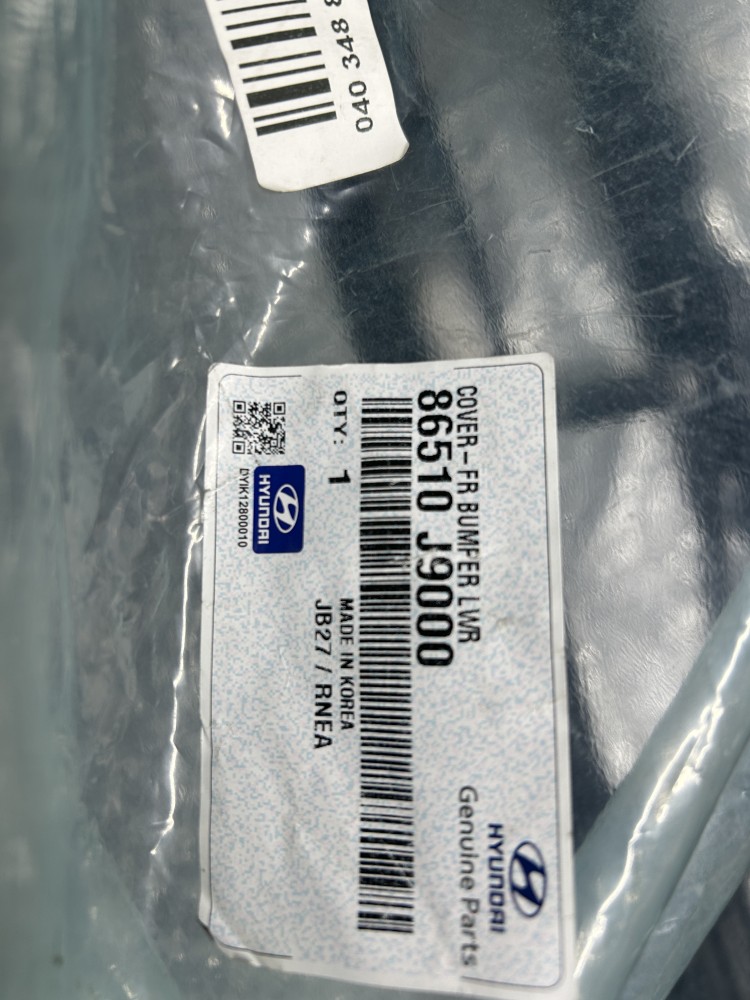 040 348
HYUNDAI
Genuine Parts
COVER-FR BUMPER LWR
86510 J9000
QTY: 1
MADE IN KOREA
JB27 / RNEA
HYUNDAI
DYIK12800010